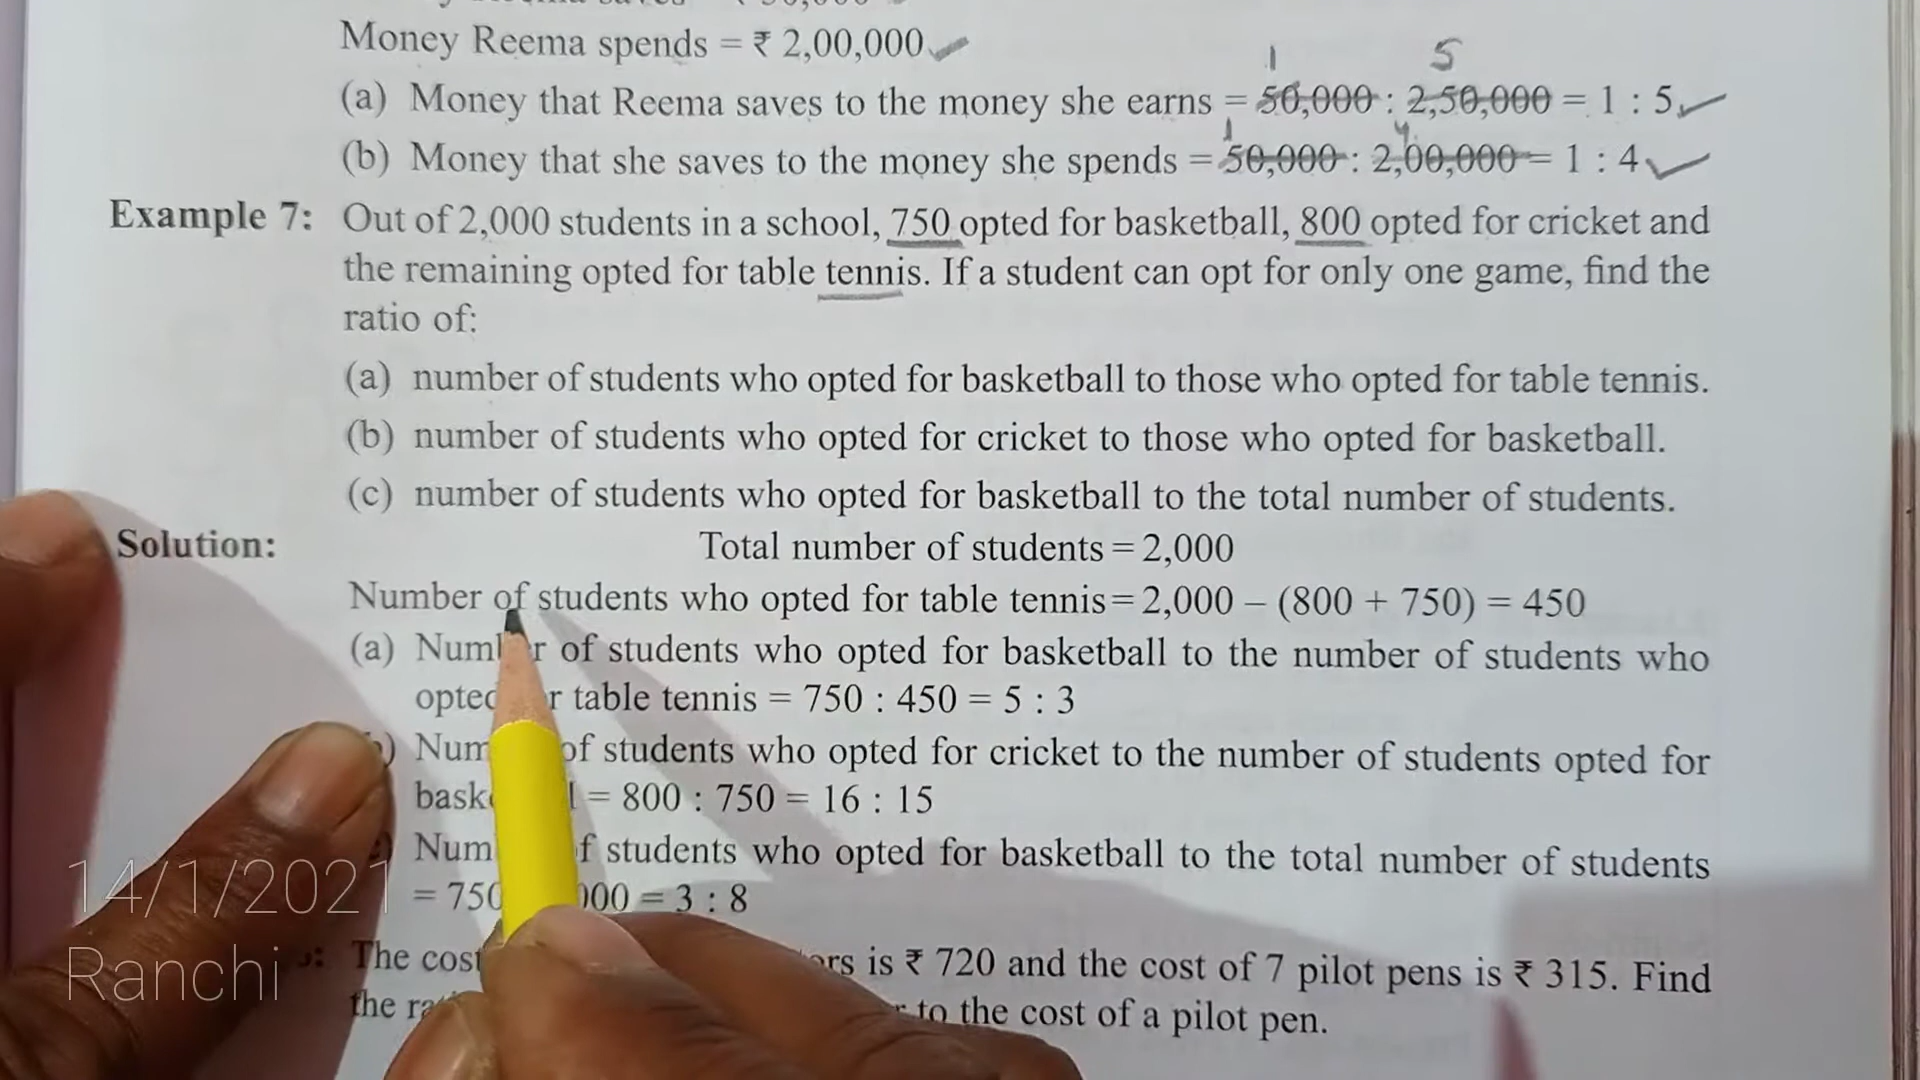 Money Reema spends = ₹ 2,00,000
1 5
(a) Money that Reema saves to the money she earns = 50,000 : 2,50,000 = 1 : 5
1 4
(b) Money that she saves to the money she spends = 50,000 : 2,00,000 = 1 : 4
Example 7: Out of 2,000 students in a school, 750 opted for basketball, 800 opted for cricket and
the remaining opted for table tennis. If a student can opt for only one game, find the
ratio of:
(a) number of students who opted for basketball to those who opted for table tennis.
(b) number of students who opted for cricket to those who opted for basketball.
(c) number of students who opted for basketball to the total number of students.
Solution: Total number of students = 2,000
Number of students who opted for table tennis = 2,000 – (800 + 750) = 450
(a) Number of students who opted for basketball to the number of students who
opted table tennis = 750 : 450 = 5 : 3
of students who opted for cricket to the number of students opted for
= 800 : 750 = 16 : 15
students who opted for basketball to the total number of students
= 750 = 3 : 8
The cost is ₹ 720 and the cost of 7 pilot pens is ₹ 315. Find
the to the cost of a pilot pen.
14/1/2021
Ranchi